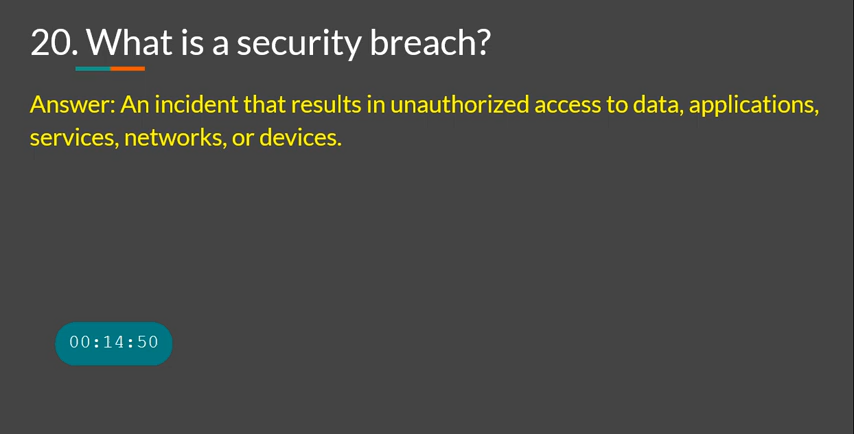 20. What is a security breach?
Answer: An incident that results in unauthorized access to data, applications,
services, networks, or devices.
00:14:50